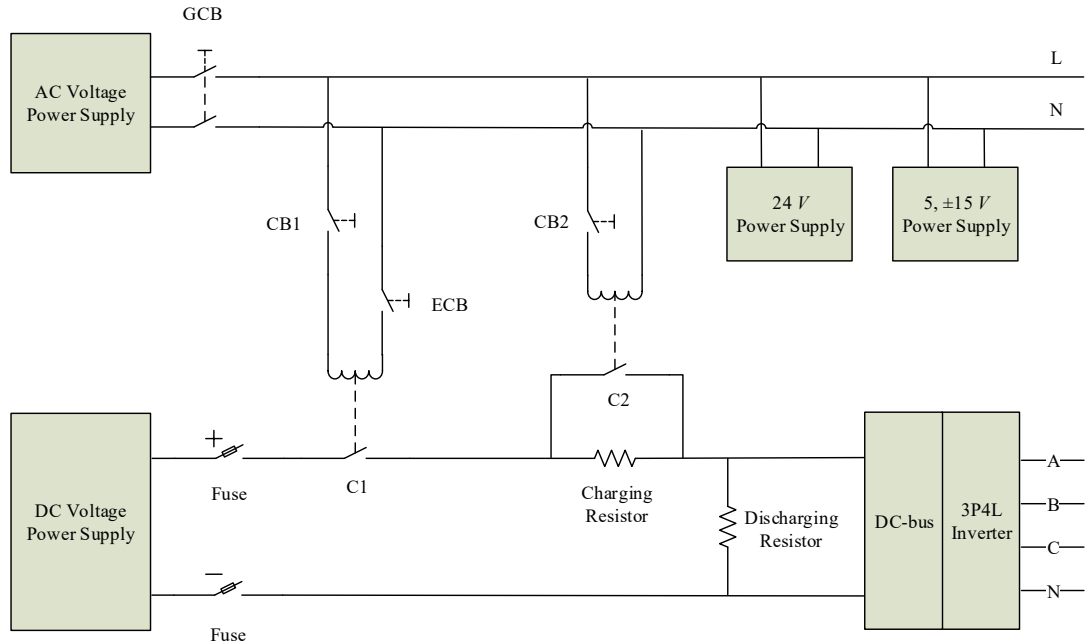 GCB
L
AC Voltage
Power Supply
N
CB1
CB2
24 V
Power Supply
5, ±15 V
Power Supply
ECB
C2
+
Fuse
C1
Charging
Resistor
DC Voltage
Power Supply
Discharging
Resistor
DC-bus
3P4L
Inverter
A
B
C
N
−
Fuse